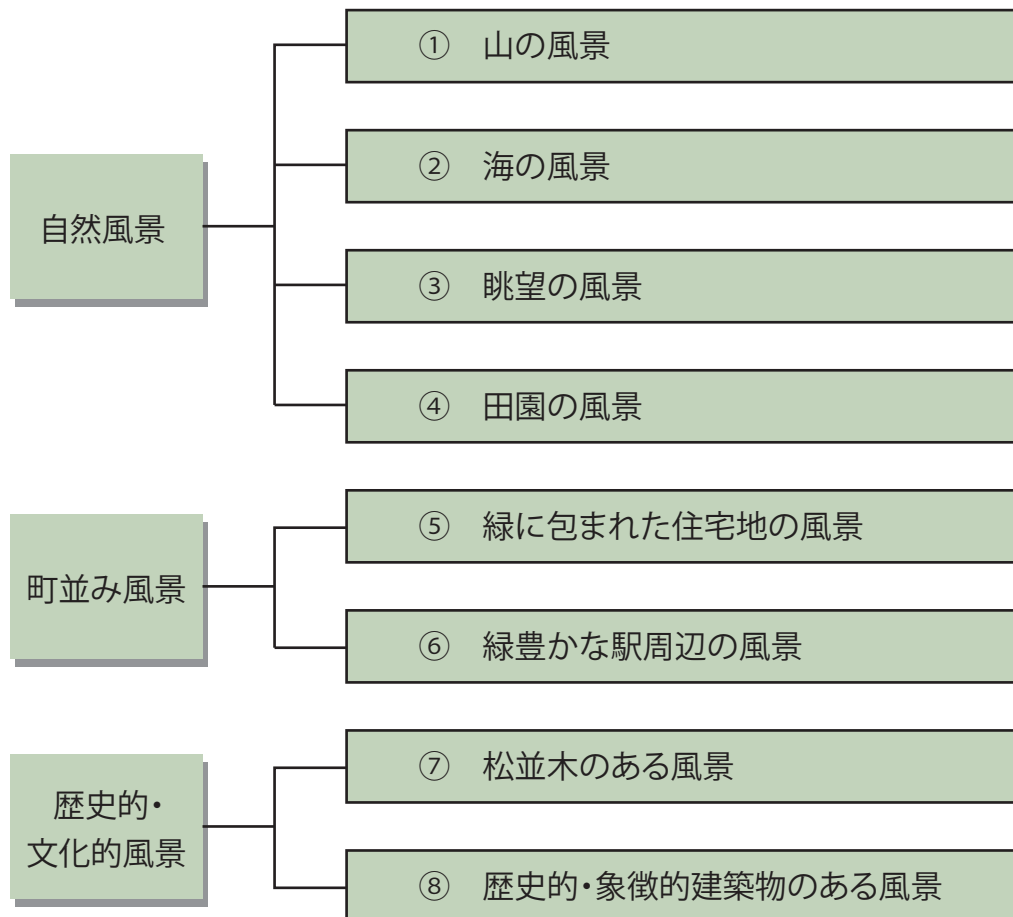 自然風景
① 山の風景
② 海の風景
③ 眺望の風景
④ 田園の風景
町並み風景
⑤ 緑に包まれた住宅地の風景
⑥ 緑豊かな駅周辺の風景
歴史的・
文化的風景
⑦ 松並木のある風景
⑧ 歴史的・象徴的建築物のある風景